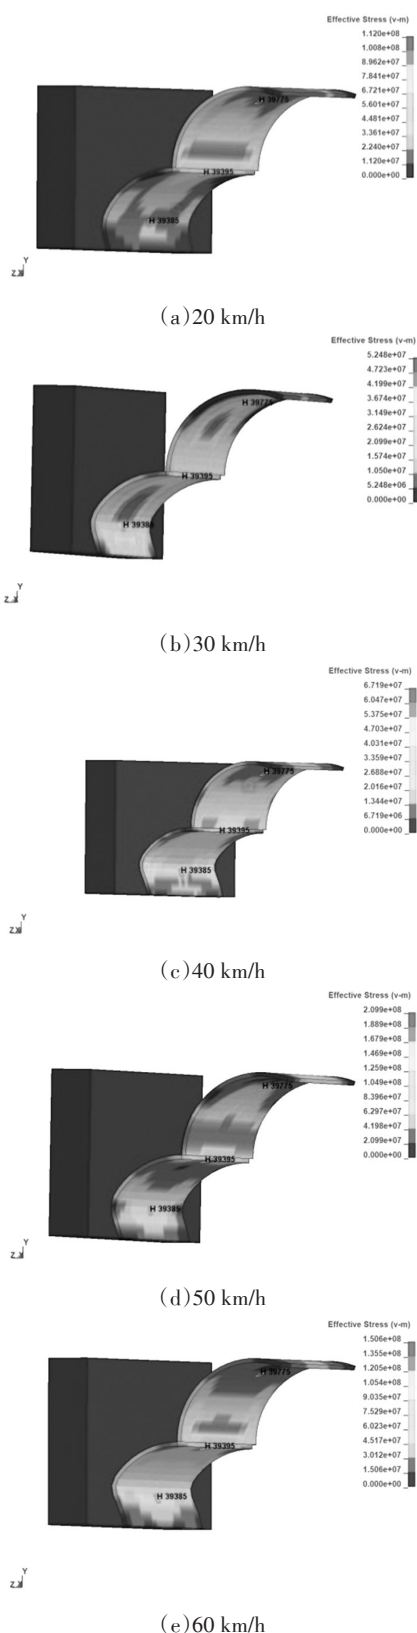 Effective Stress (v-m)
1.120e+08
1.008e+08
8.962e+07
7.841e+07
6.721e+07
5.601e+07
4.481e+07
3.361e+07
2.240e+07
1.120e+07
0.000e+00
H 39775
H 39395
H 39385
Y
Z X
(a)20 km/h
Effective Stress (v-m)
5.248e+07
4.723e+07
4.199e+07
3.674e+07
3.149e+07
2.624e+07
2.099e+07
1.574e+07
1.050e+07
5.248e+06
0.000e+00
H 39775
H 39395
H 39385
Y
Z X
(b)30 km/h
Effective Stress (v-m)
6.719e+07
6.047e+07
5.375e+07
4.703e+07
4.031e+07
3.359e+07
2.688e+07
2.016e+07
1.344e+07
6.719e+06
0.000e+00
H 39775
H 39395
H 39385
Y
Z X
(c)40 km/h
Effective Stress (v-m)
2.099e+08
1.889e+08
1.679e+08
1.469e+08
1.259e+08
1.049e+08
8.396e+07
6.297e+07
4.198e+07
2.099e+07
0.000e+00
H 39775
H 39395
H 39385
Y
Z X
(d)50 km/h
Effective Stress (v-m)
1.506e+08
1.355e+08
1.205e+08
1.054e+08
9.035e+07
7.529e+07
6.023e+07
4.517e+07
3.012e+07
1.506e+07
0.000e+00
H 39775
H 39395
H 39385
Y
Z X
(e)60 km/h